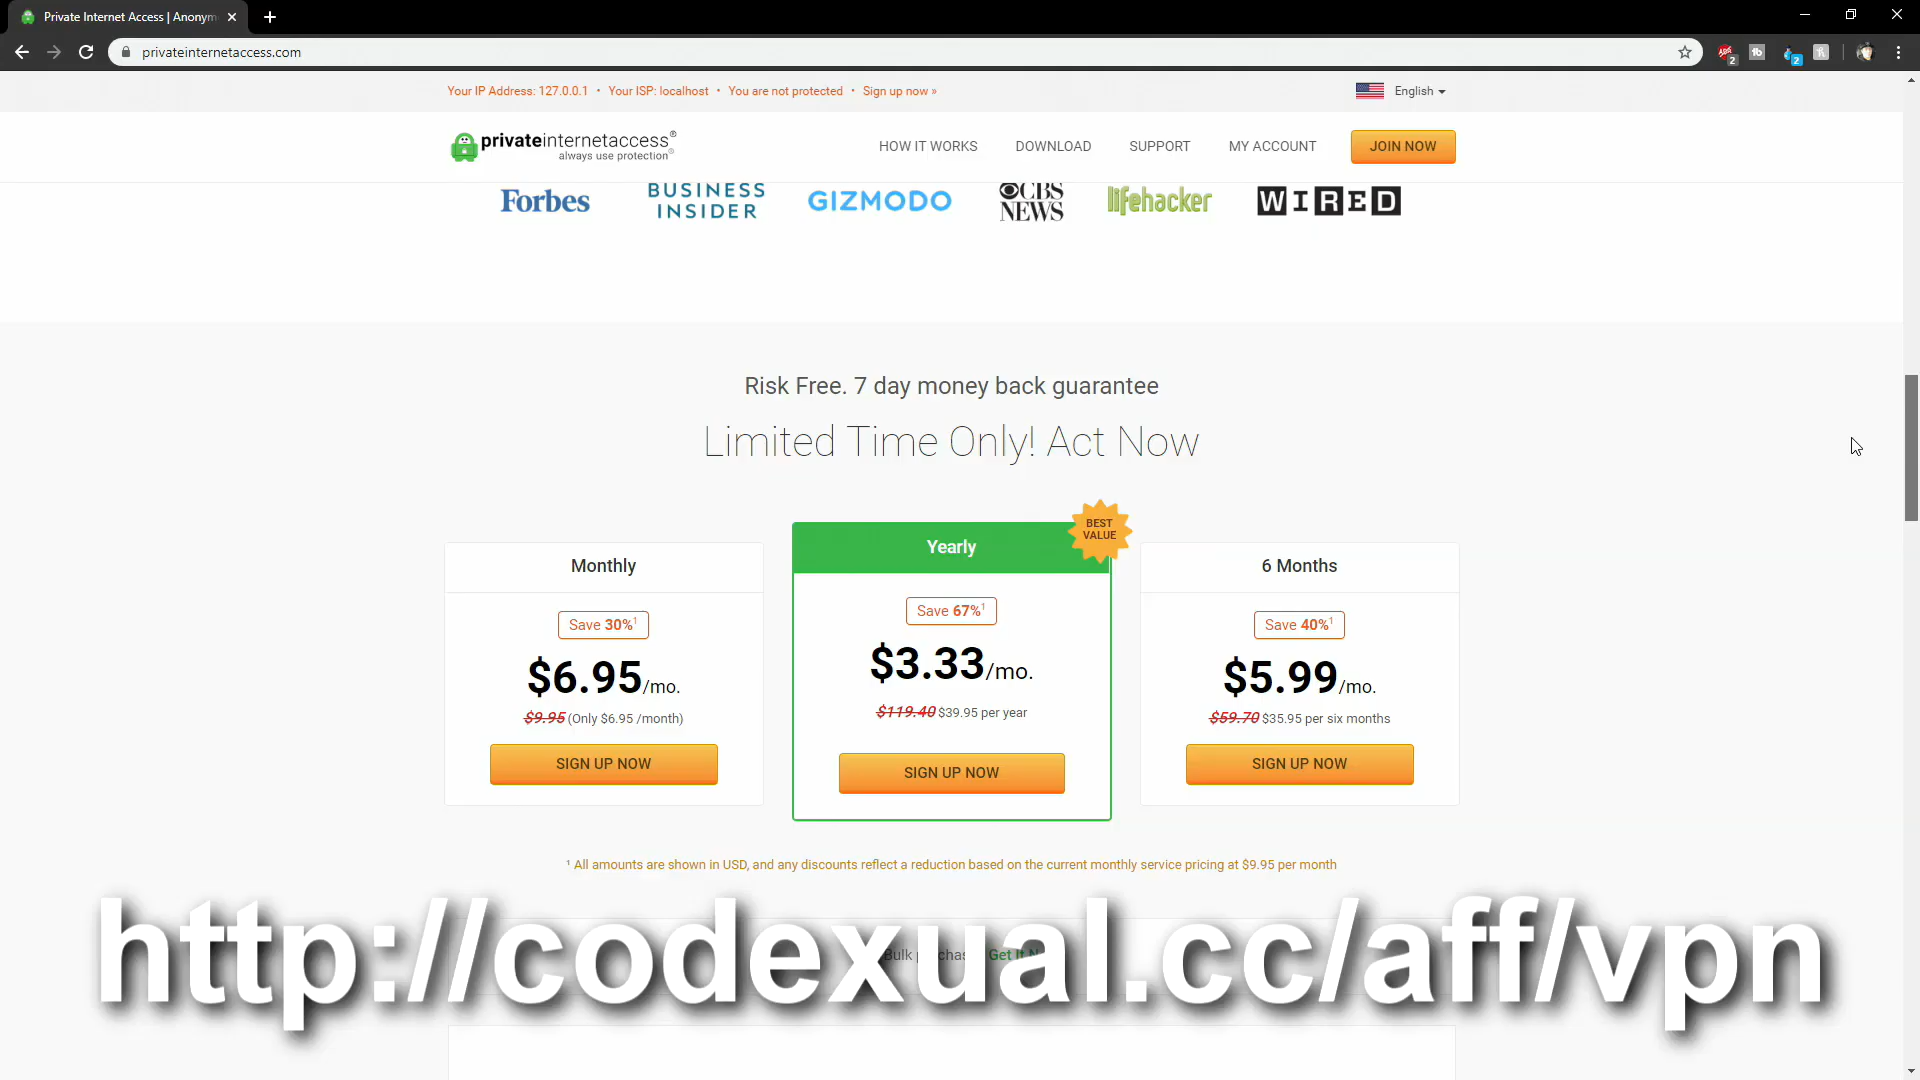 Private Internet Access | Anonym
privateinternetaccess.com
2
2
Your IP Address: 127.0.0.1 • Your ISP: localhost • You are not protected • Sign up now »
English
privateinternetaccess®
always use protection®
HOW IT WORKS
DOWNLOAD
SUPPORT
MY ACCOUNT
JOIN NOW
Forbes
BUSINESS
INSIDER
GIZMODO
CBS
NEWS
lifehacker
WIRED
Risk Free. 7 day money back guarantee
Limited Time Only! Act Now
Monthly
Save 30%¹
$6.95/mo.
$9.95 (Only $6.95 /month)
SIGN UP NOW
BEST
VALUE
Yearly
Save 67%¹
$3.33/mo.
$119.40 $39.95 per year
SIGN UP NOW
6 Months
Save 40%¹
$5.99/mo.
$59.70 $35.95 per six months
SIGN UP NOW
¹ All amounts are shown in USD, and any discounts reflect a reduction based on the current monthly service pricing at $9.95 per month
Bulk Get It
http://codexual.cc/aff/vpn